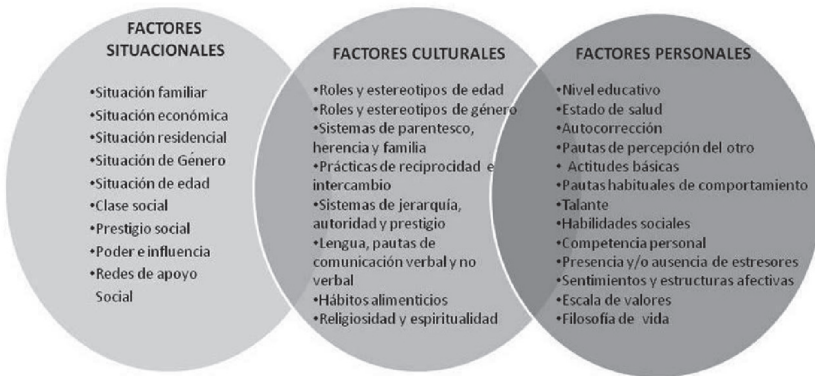 FACTORES
SITUACIONALES
•Situación familiar
•Situación económica
•Situación residencial
•Situación de Género
•Situación de edad
•Clase social
•Prestigio social
•Poder e influencia
•Redes de apoyo
Social
FACTORES CULTURALES
•Roles y estereotipos de edad
•Roles y estereotipos de género
•Sistemas de parentesco,
herencia y familia
•Prácticas de reciprocidad e
intercambio
•Sistemas de jerarquía,
autoridad y prestigio
•Lengua, pautas de
comunicación verbal y no
verbal
•Hábitos alimenticios
•Religiosidad y espiritualidad
FACTORES PERSONALES
•Nivel educativo
•Estado de salud
•Autocorrección
•Pautas de percepción del otro
• Actitudes básicas
•Pautas habituales de comportamiento
•Talante
•Habilidades sociales
•Competencia personal
•Presencia y/o ausencia de estresores
•Sentimientos y estructuras afectivas
•Escala de valores
•Filosofía de vida